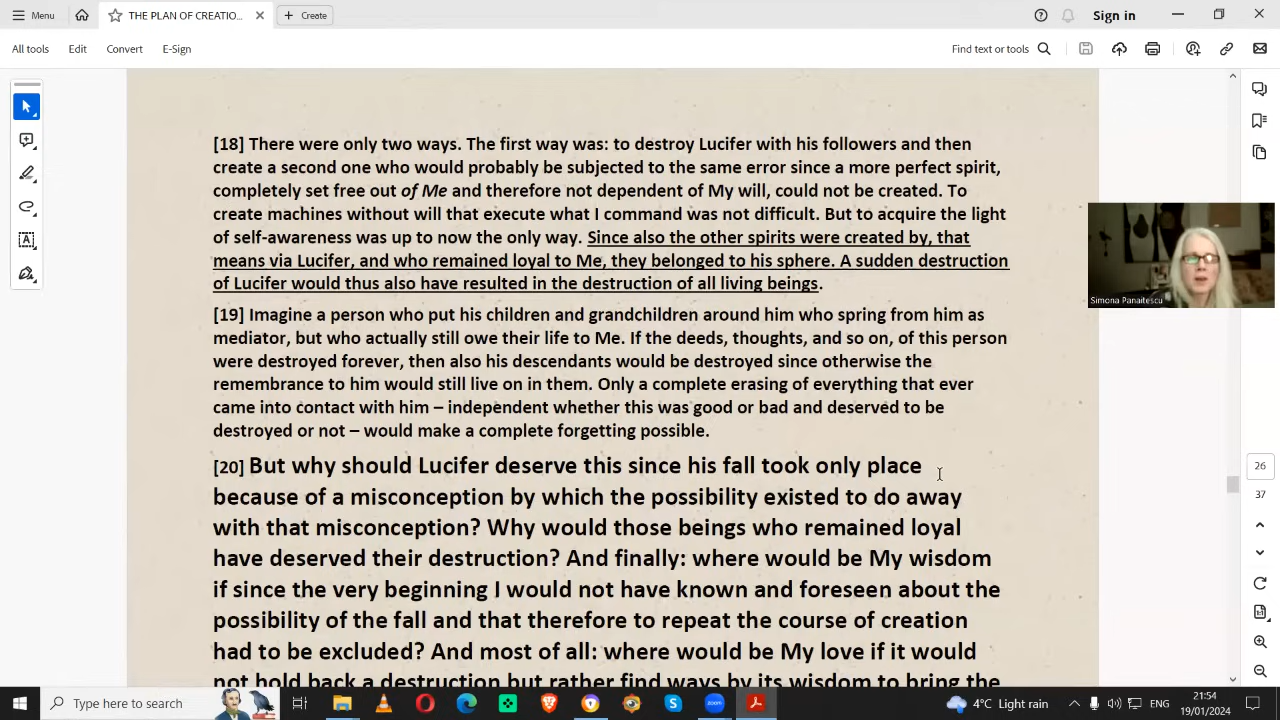 Menu
THE PLAN OF CREATIO...
Create
Sign in
All tools
Edit
Convert
E-Sign
Find text or tools
[18] There were only two ways. The first way was: to destroy Lucifer with his followers and then
create a second one who would probably be subjected to the same error since a more perfect spirit,
completely set free out of Me and therefore not dependent of My will, could not be created. To
create machines without will that execute what I command was not difficult. But to acquire the light
of self-awareness was up to now the only way. Since also the other spirits were created by, that
means via Lucifer, and who remained loyal to Me, they belonged to his sphere. A sudden destruction
of Lucifer would thus also have resulted in the destruction of all living beings.
[19] Imagine a person who put his children and grandchildren around him who spring from him as
mediator, but who actually still owe their life to Me. If the deeds, thoughts, and so on, of this person
were destroyed forever, then also his descendants would be destroyed since otherwise the
remembrance to him would still live on in them. Only a complete erasing of everything that ever
came into contact with him – independent whether this was good or bad and deserved to be
destroyed or not – would make a complete forgetting possible.
[20] But why should Lucifer deserve this since his fall took only place
because of a misconception by which the possibility existed to do away
with that misconception? Why would those beings who remained loyal
have deserved their destruction? And finally: where would be My wisdom
if since the very beginning I would not have known and foreseen about the
possibility of the fall and that therefore to repeat the course of creation
had to be excluded? And most of all: where would be My love if it would
not hold back a destruction but rather find ways by its wisdom to bring the
Simona Panaitescu
26
37
Type here to search
4°C Light rain
ENG
21:54
19/01/2024